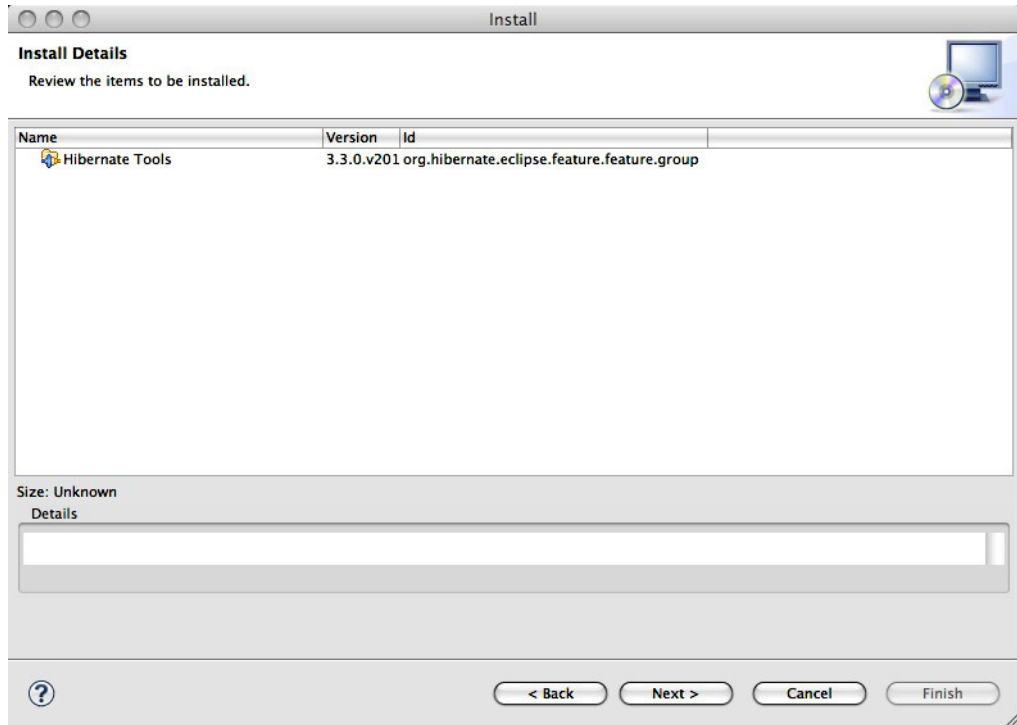 Install
Install Details
Review the items to be installed.
Name Version Id
Hibernate Tools 3.3.0.v201 org.hibernate.eclipse.feature.feature.group
Size: Unknown
Details
? < Back Next > Cancel Finish